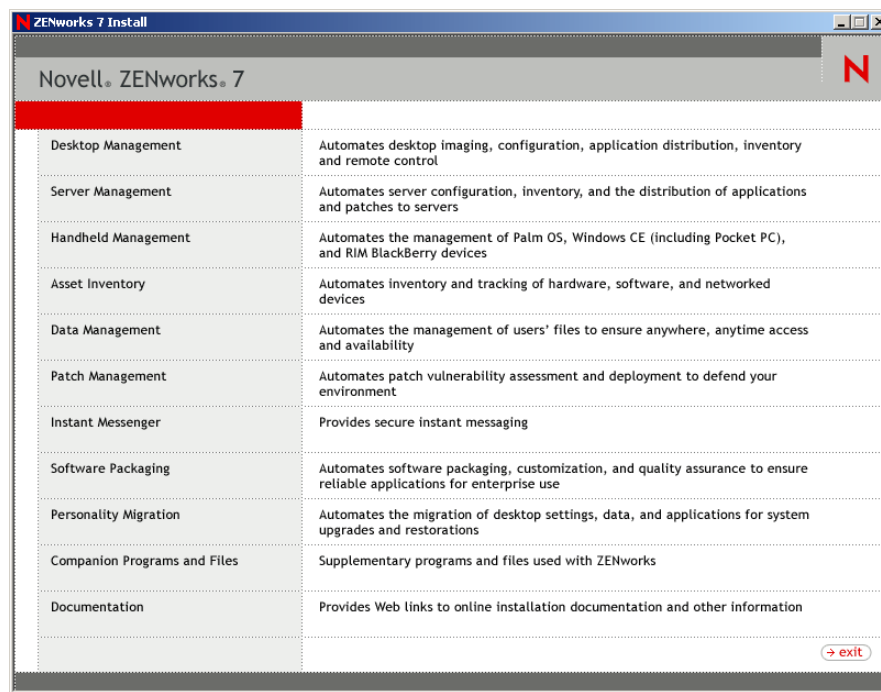 N ZENworks 7 Install
Novell® ZENworks® 7
N
Desktop Management
Automates desktop imaging, configuration, application distribution, inventory
and remote control
Server Management
Automates server configuration, inventory, and the distribution of applications
and patches to servers
Handheld Management
Automates the management of Palm OS, Windows CE (including Pocket PC),
and RIM BlackBerry devices
Asset Inventory
Automates inventory and tracking of hardware, software, and networked
devices
Data Management
Automates the management of users’ files to ensure anywhere, anytime access
and availability
Patch Management
Automates patch vulnerability assessment and deployment to defend your
environment
Instant Messenger
Provides secure instant messaging
Software Packaging
Automates software packaging, customization, and quality assurance to ensure
reliable applications for enterprise use
Personality Migration
Automates the migration of desktop settings, data, and applications for system
upgrades and restorations
Companion Programs and Files
Supplementary programs and files used with ZENworks
Documentation
Provides Web links to online installation documentation and other information
→ exit